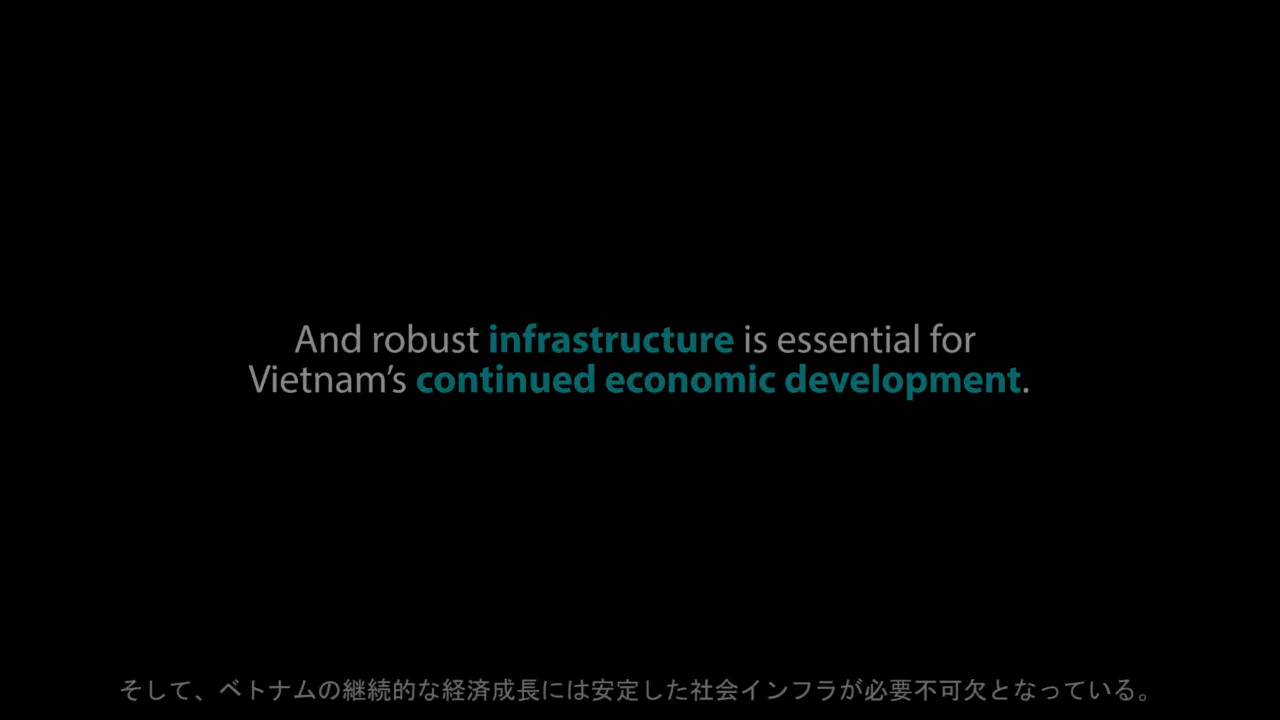 And robust infrastructure is essential for
Vietnam’s continued economic development.
そして、ベトナムの継続的な経済成長には安定した社会インフラが必要不可欠となっている。